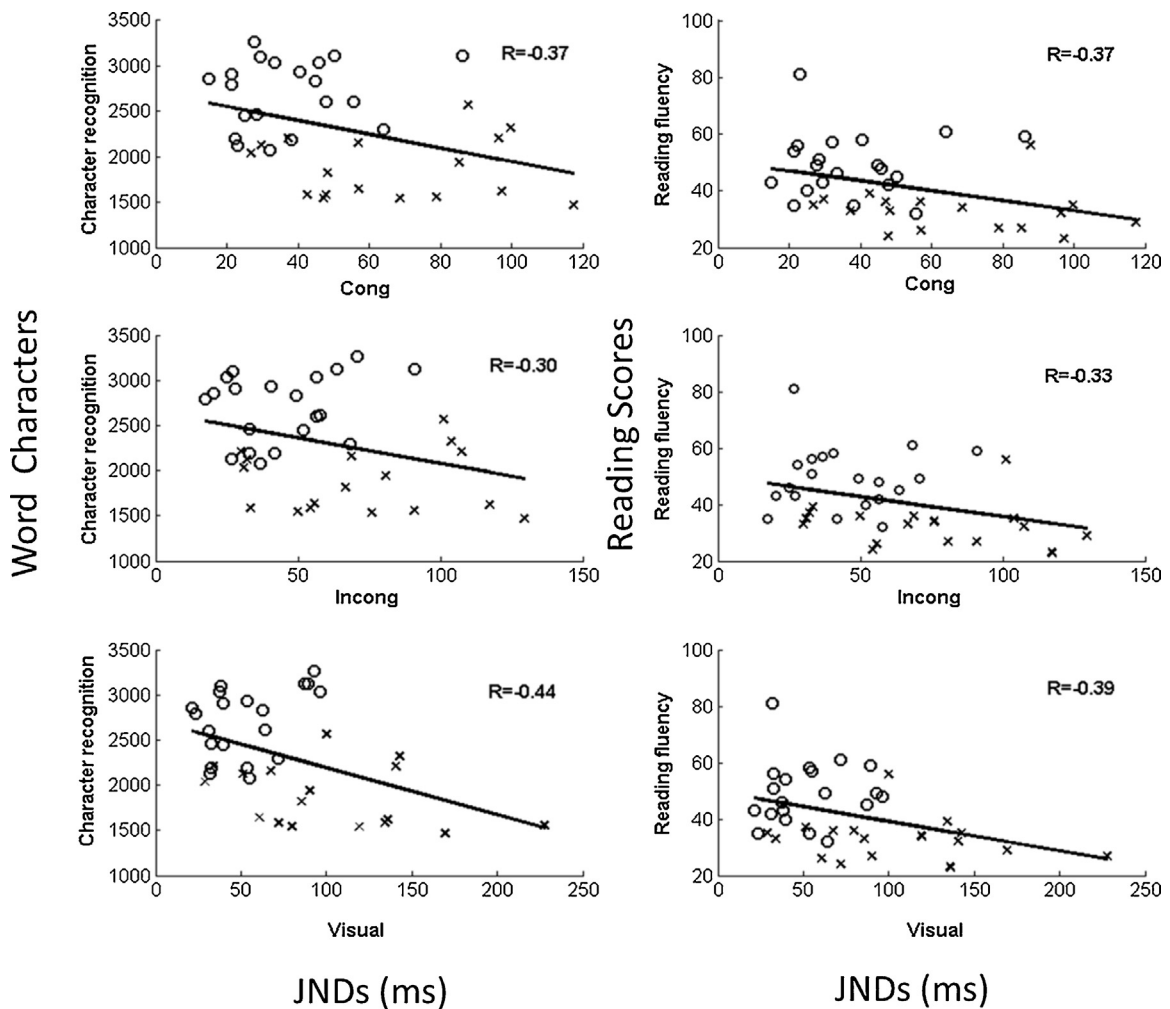 Word Characters
Character recognition
3500
3000
2500
2000
1500
1000
R=-0.37
0 20 40 60 80 100 120
Cong
Character recognition
3500
3000
2500
2000
1500
1000
R=-0.30
0 50 100 150
Incong
Character recognition
3500
3000
2500
2000
1500
1000
R=-0.44
0 50 100 150 200 250
Visual
JNDs (ms)
Reading Scores
Reading fluency
100
80
60
40
20
R=-0.37
0 20 40 60 80 100 120
Cong
Reading fluency
100
80
60
40
20
R=-0.33
0 50 100 150
Incong
Reading fluency
100
80
60
40
20
R=-0.39
0 50 100 150 200 250
Visual
JNDs (ms)